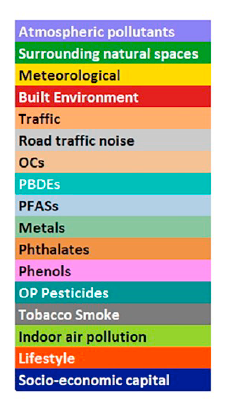 Atmospheric pollutants
Surrounding natural spaces
Meteorological
Built Environment
Traffic
Road traffic noise
OCs
PBDEs
PFASs
Metals
Phthalates
Phenols
OP Pesticides
Tobacco Smoke
Indoor air pollution
Lifestyle
Socio-economic capital